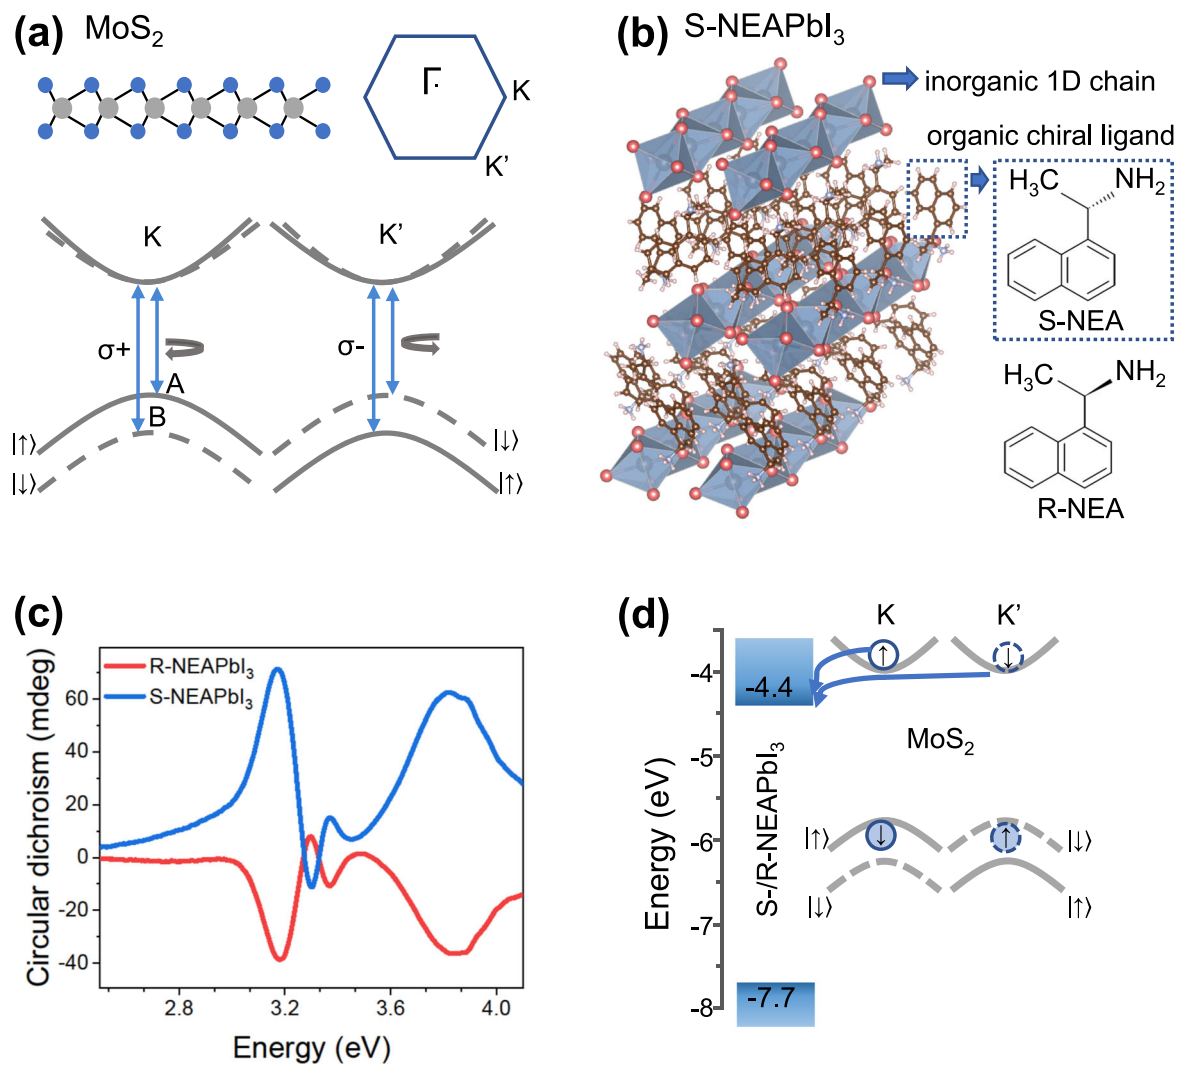 (a) MoS₂
Γ
K
K'
K
K'
σ+
σ-
A
B
|↑⟩
|↓⟩
|↓⟩
|↑⟩
(b) S-NEAPbI₃
inorganic 1D chain
organic chiral ligand
H₃C
NH₂
S-NEA
H₃C
NH₂
R-NEA
(c)
R-NEAPbI₃
S-NEAPbI₃
Circular dichroism (mdeg)
60
40
20
0
-20
-40
2.8 3.2 3.6 4.0
Energy (eV)
(d)
K K'
↑ ↓
-4
-4.4
MoS₂
-5
Energy (eV)
S-/R-NEAPbI₃
|↑⟩ ↓ ↑ |↓⟩
-6
|↓⟩ |↑⟩
-7
-7.7
-8